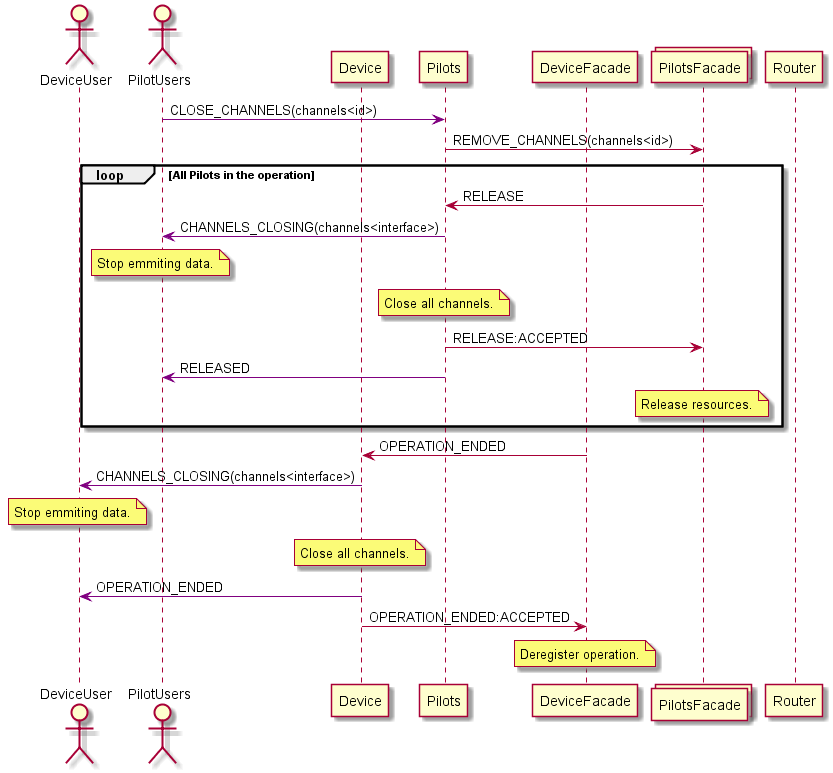 DeviceUser
PilotUsers
Device
Pilots
DeviceFacade
PilotsFacade
Router
CLOSE_CHANNELS(channels<id>)
REMOVE_CHANNELS(channels<id>)
loop [All Pilots in the operation]
RELEASE
CHANNELS_CLOSING(channels<interface>)
Stop emmiting data.
Close all channels.
RELEASE:ACCEPTED
RELEASED
Release resources.
OPERATION_ENDED
CHANNELS_CLOSING(channels<interface>)
Stop emmiting data.
Close all channels.
OPERATION_ENDED
OPERATION_ENDED:ACCEPTED
Deregister operation.
DeviceUser
PilotUsers
Device
Pilots
DeviceFacade
PilotsFacade
Router